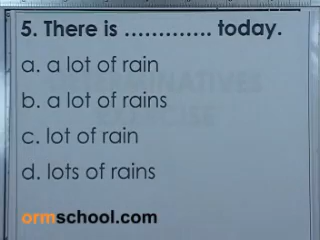 5. There is ............. today.
a. a lot of rain
b. a lot of rains
c. lot of rain
d. lots of rains
ormschool.com